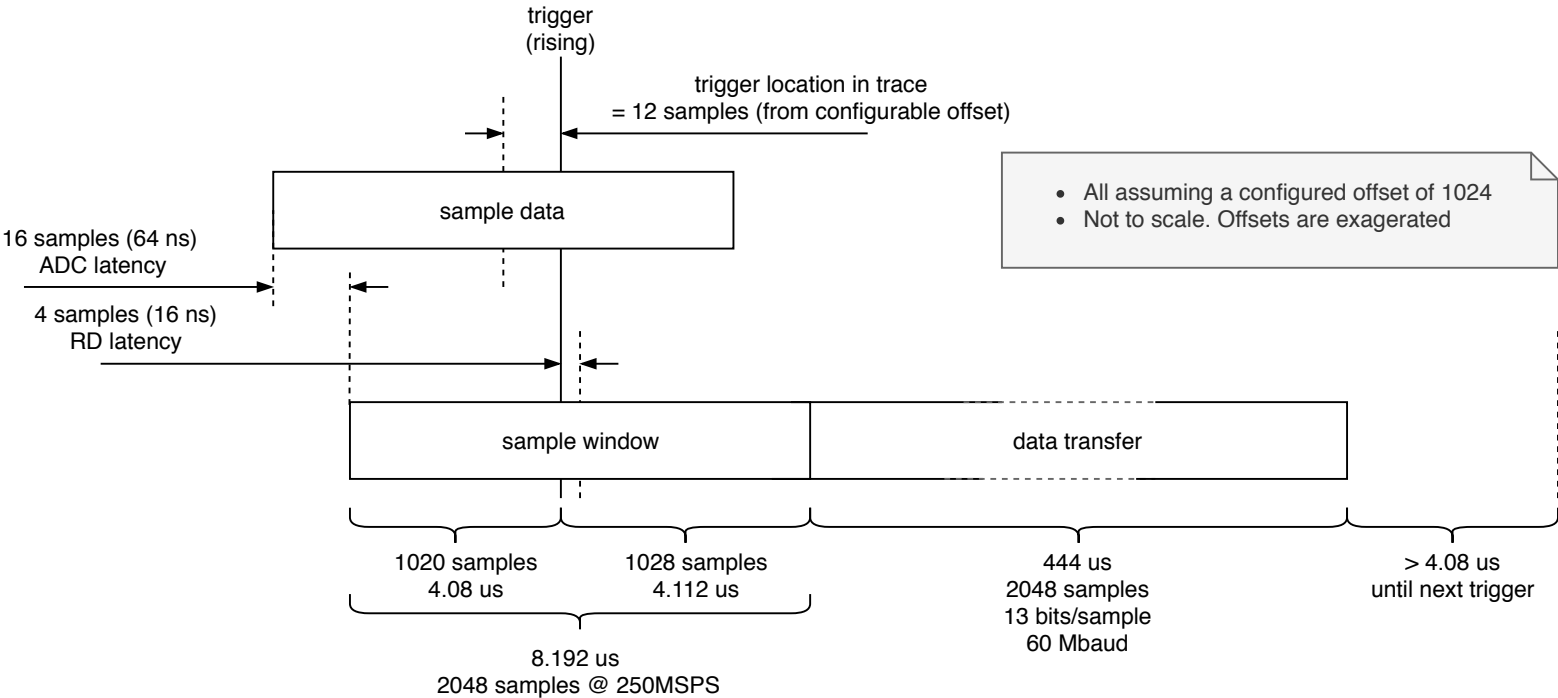 trigger
(rising)
trigger location in trace
= 12 samples (from configurable offset)
• All assuming a configured offset of 1024
• Not to scale. Offsets are exagerated
sample data
16 samples (64 ns)
ADC latency
4 samples (16 ns)
RD latency
sample window
data transfer
1020 samples
4.08 us
1028 samples
4.112 us
444 us
2048 samples
13 bits/sample
60 Mbaud
> 4.08 us
until next trigger
8.192 us
2048 samples @ 250MSPS